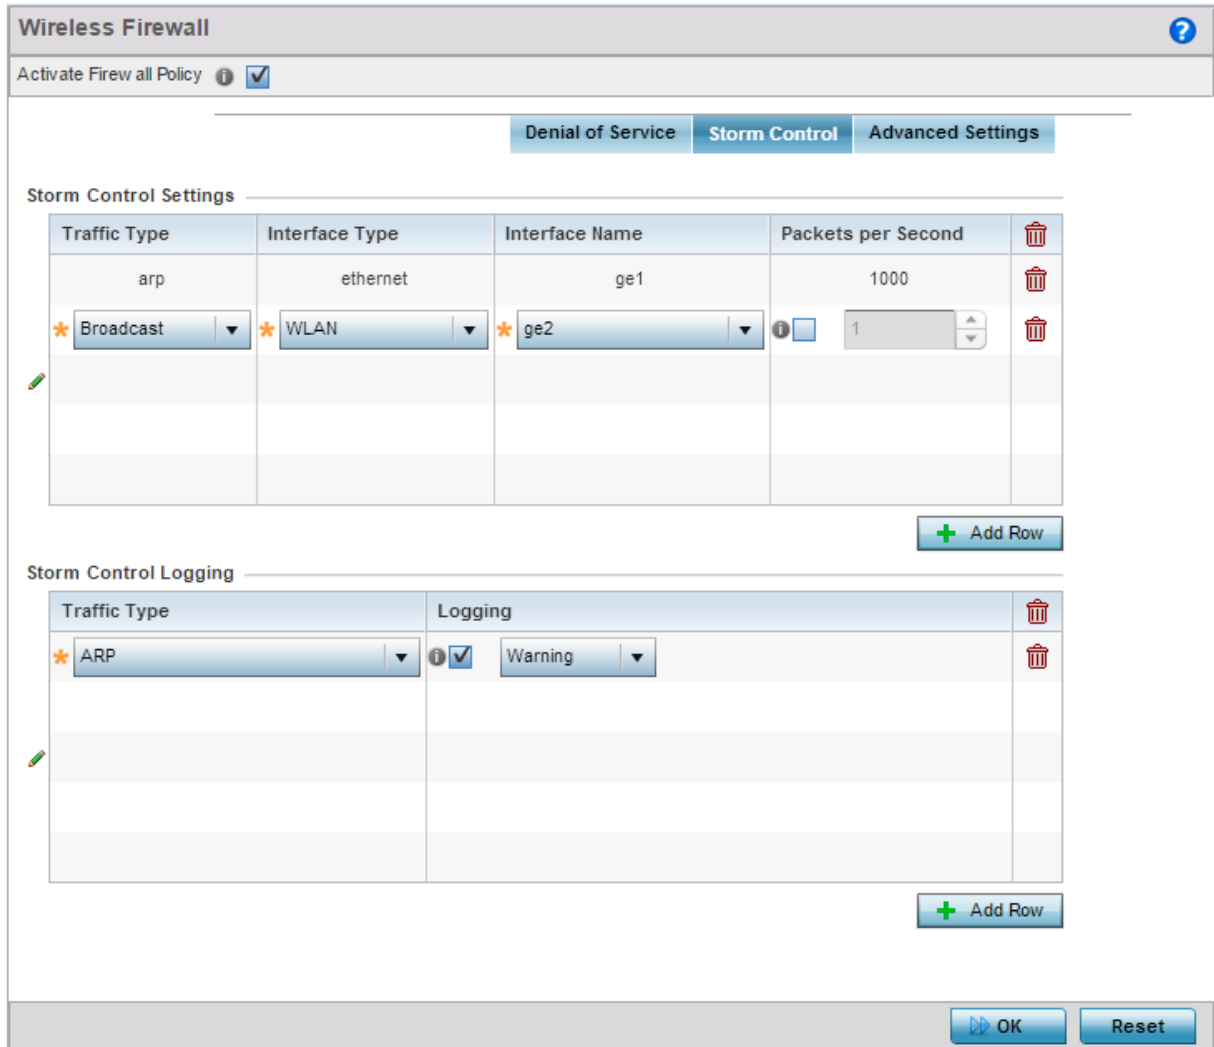 Wireless Firewall
Activate Firewall Policy
Denial of Service Storm Control Advanced Settings
Storm Control Settings
Traffic Type Interface Type Interface Name Packets per Second
arp ethernet ge1 1000
* Broadcast * WLAN * ge2 1
Add Row
Storm Control Logging
Traffic Type Logging
* ARP Warning
Add Row
OK Reset